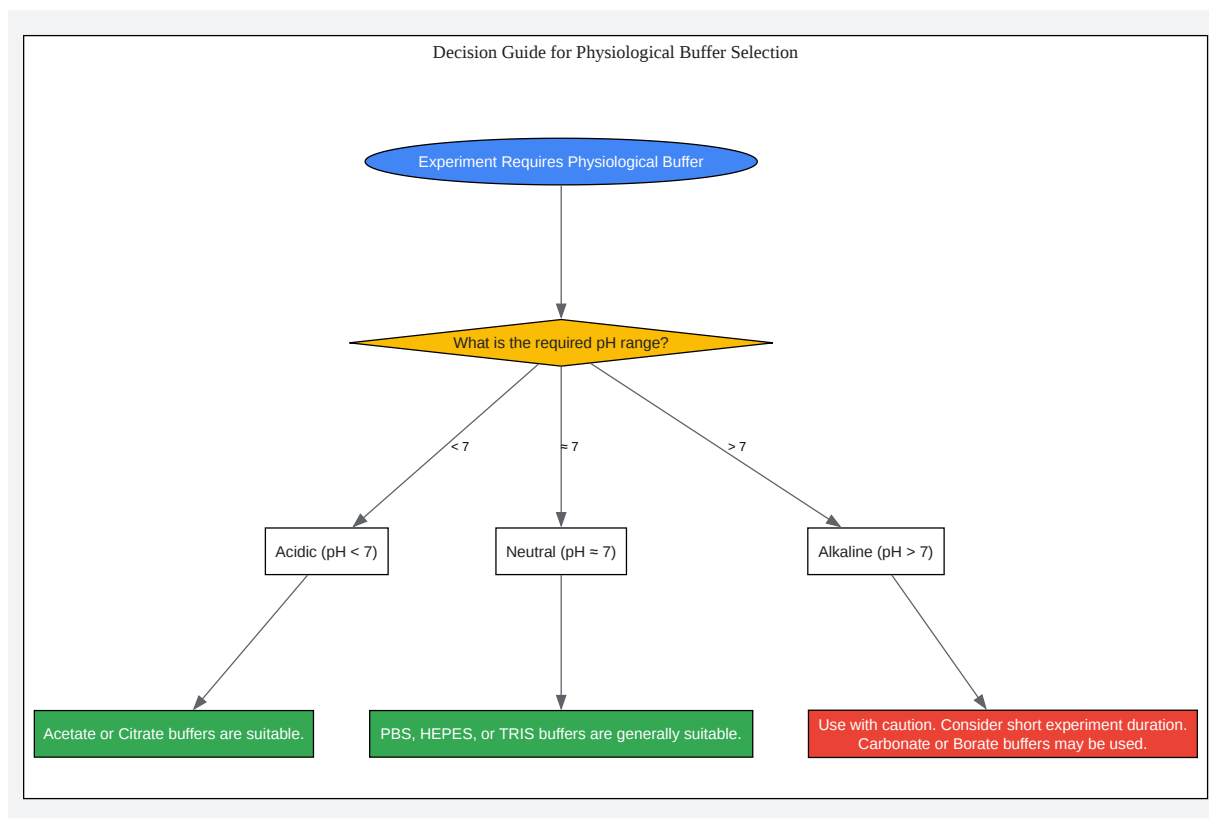 Decision Guide for Physiological Buffer Selection
Experiment Requires Physiological Buffer
What is the required pH range?
< 7
≈ 7
> 7
Acidic (pH < 7)
Neutral (pH ≈ 7)
Alkaline (pH > 7)
Acetate or Citrate buffers are suitable.
PBS, HEPES, or TRIS buffers are generally suitable.
Use with caution. Consider short experiment duration.
Carbonate or Borate buffers may be used.